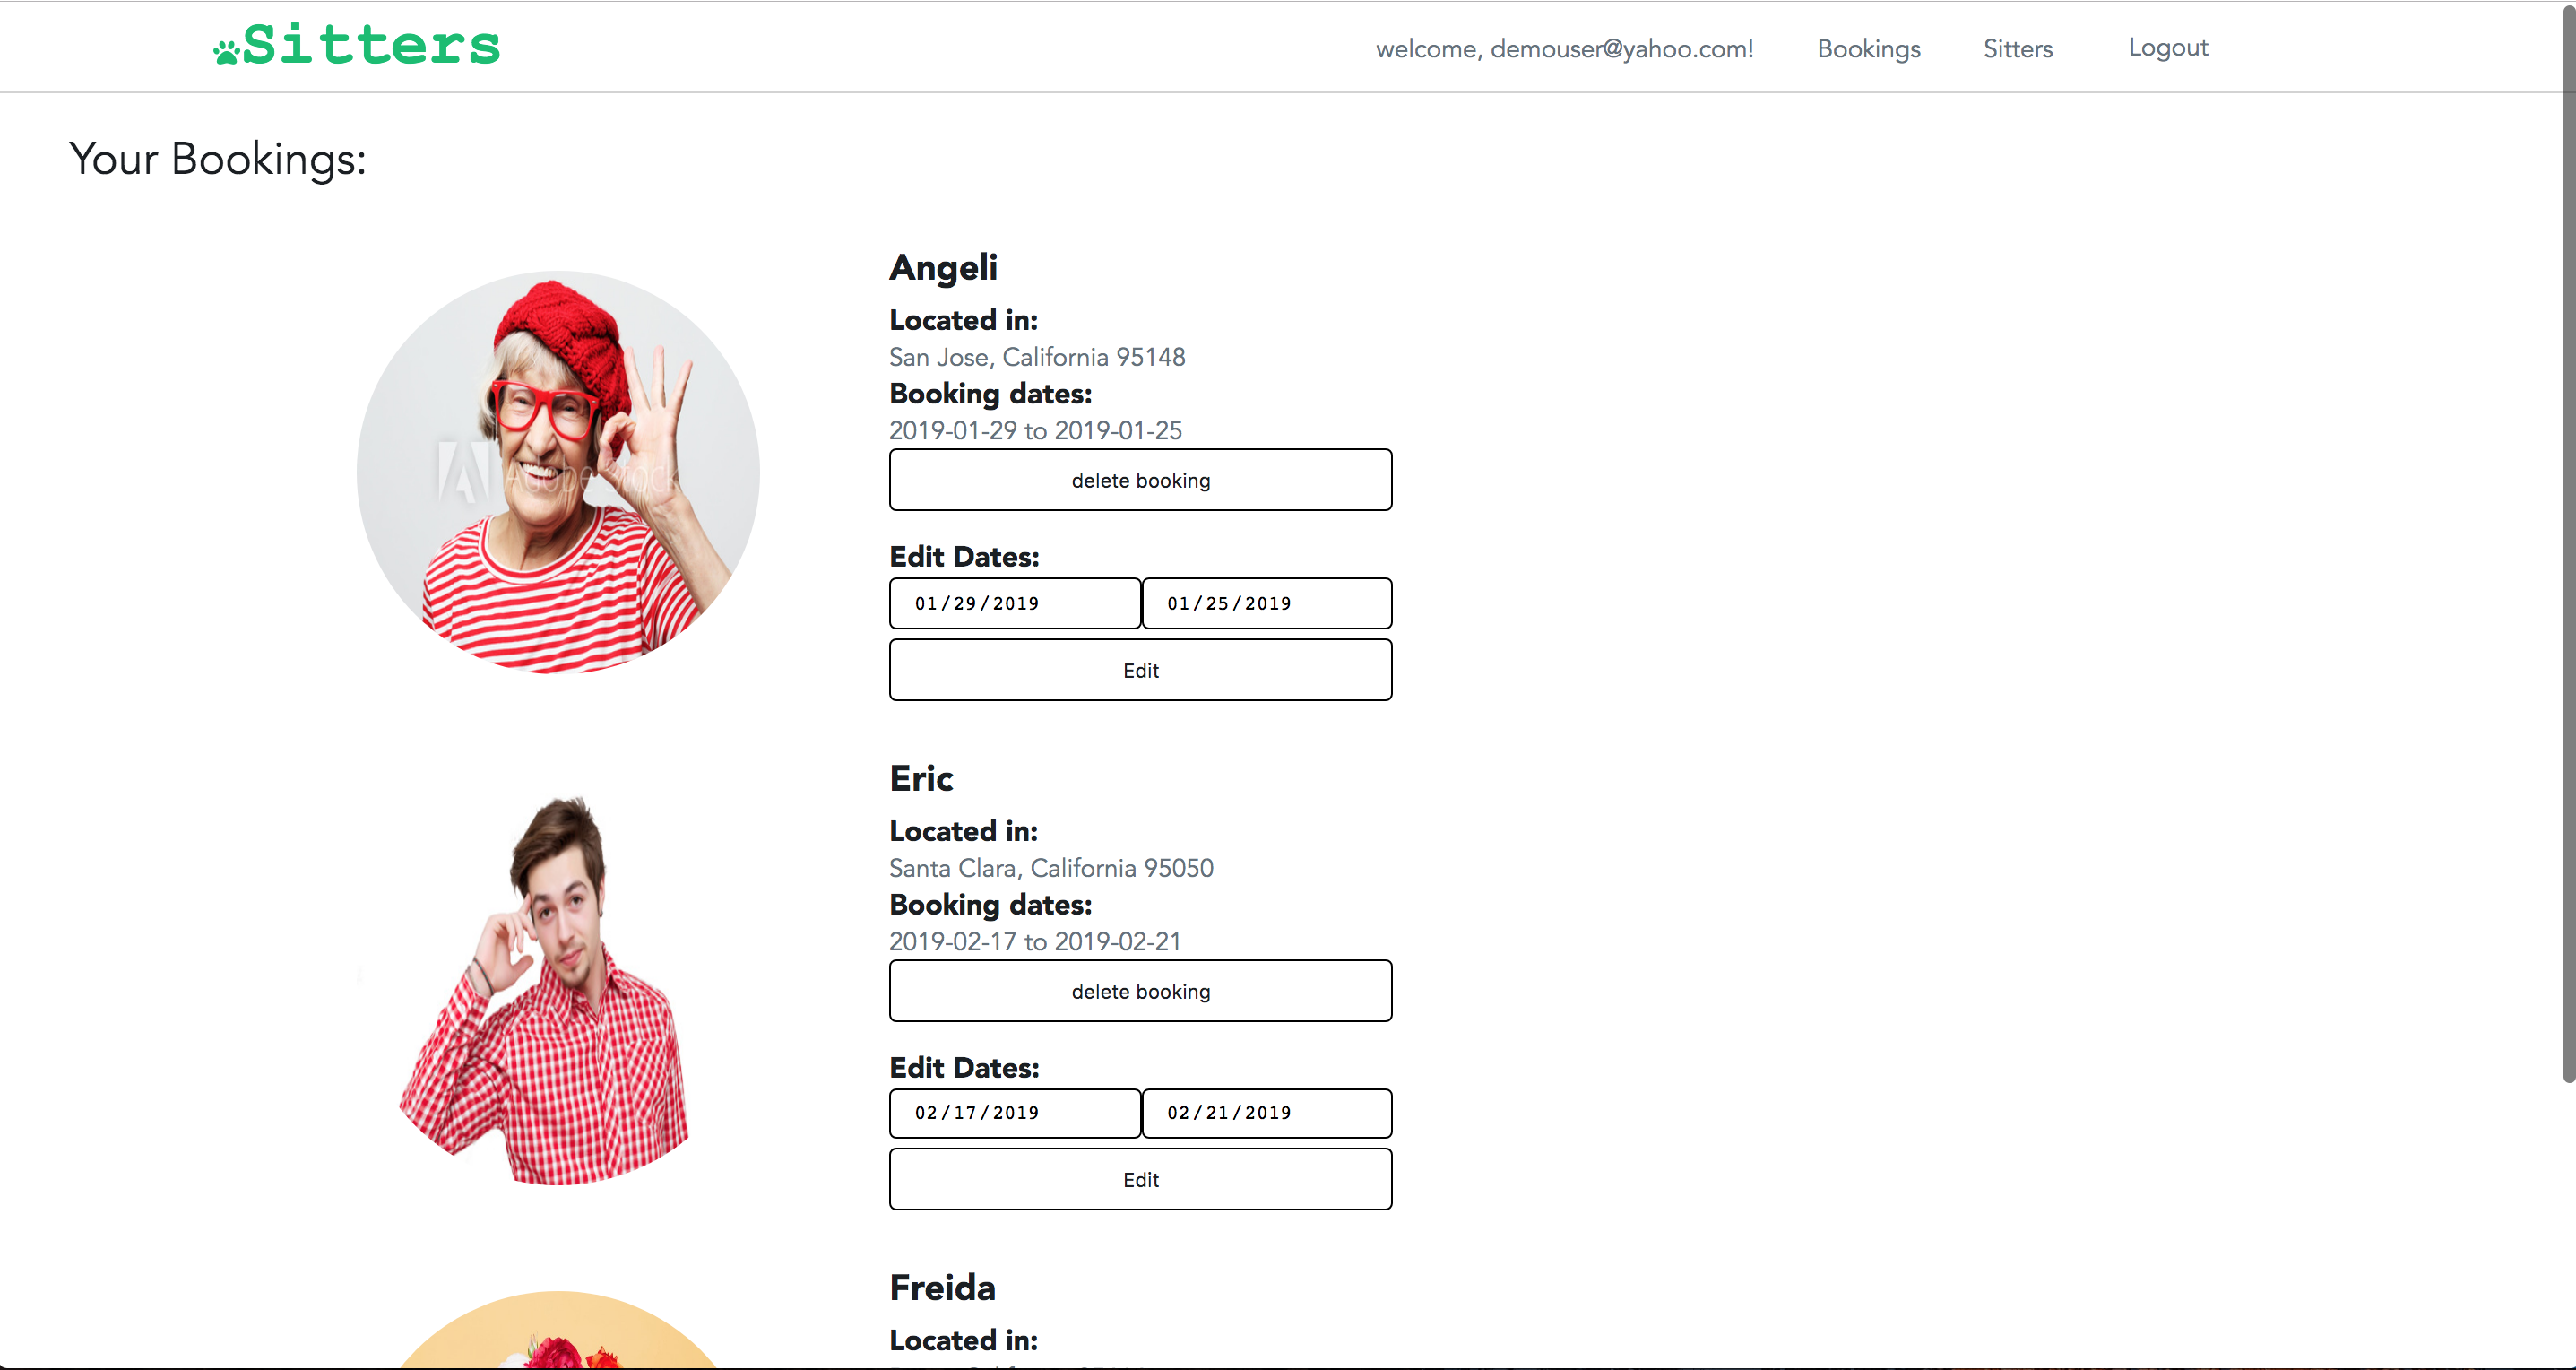 Sitters
welcome, demouser@yahoo.com! Bookings Sitters Logout
Your Bookings:
Angeli
Located in:
San Jose, California 95148
Booking dates:
2019-01-29 to 2019-01-25
delete booking
Edit Dates:
01/29/2019 01/25/2019
Edit
Adobe Stock
Eric
Located in:
Santa Clara, California 95050
Booking dates:
2019-02-17 to 2019-02-21
delete booking
Edit Dates:
02/17/2019 02/21/2019
Edit
Freida
Located in: